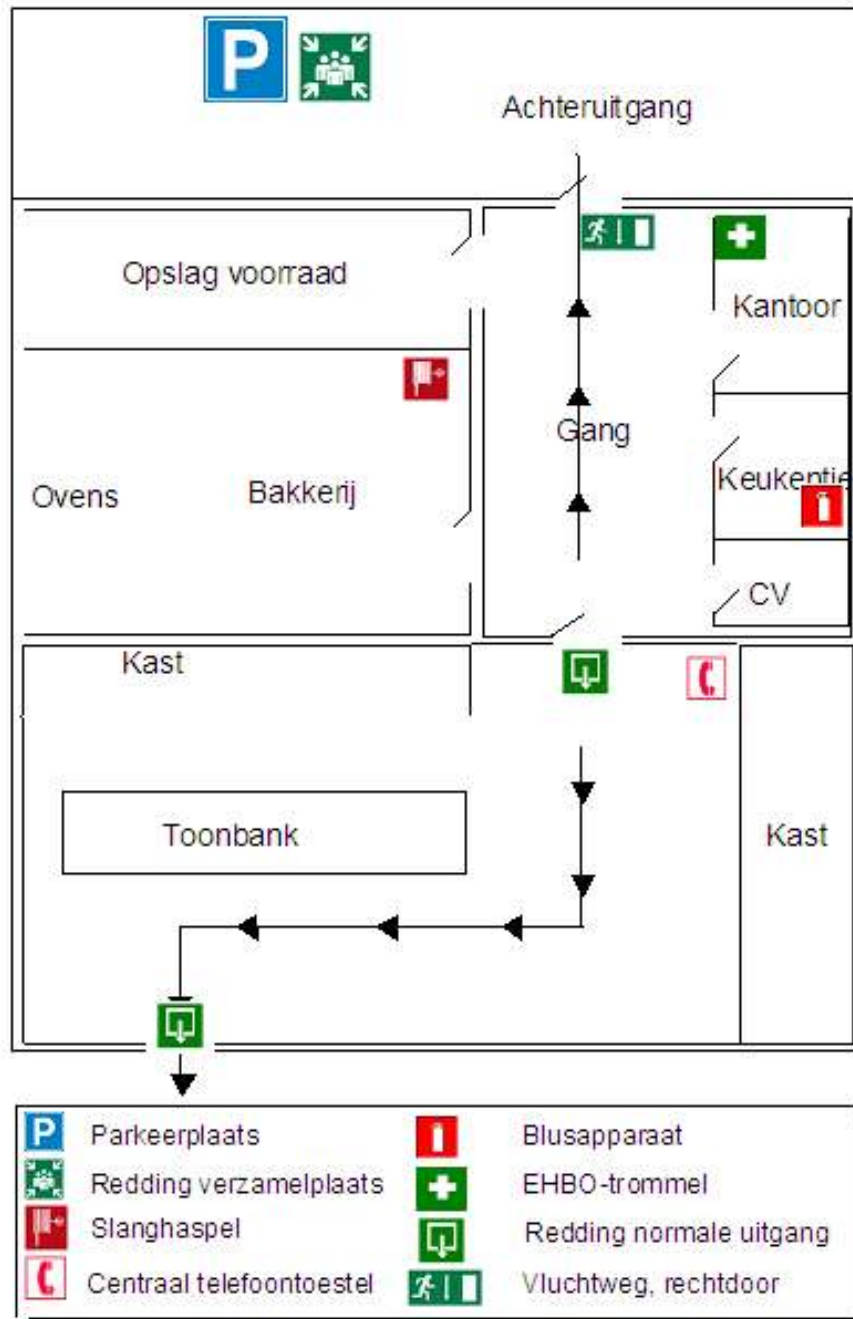 P
Achteruitgang
Opslag voorraad
Kantoor
Gang
Keukentje
Ovens
Bakkerij
CV
Kast
Toonbank
Kast
P Parkeerplaats
Blusapparaat
Redding verzamelplaats
EHBO-trommel
Slanghaspel
Redding normale uitgang
Centraal telefoontoestel
Vluchtweg, rechtdoor